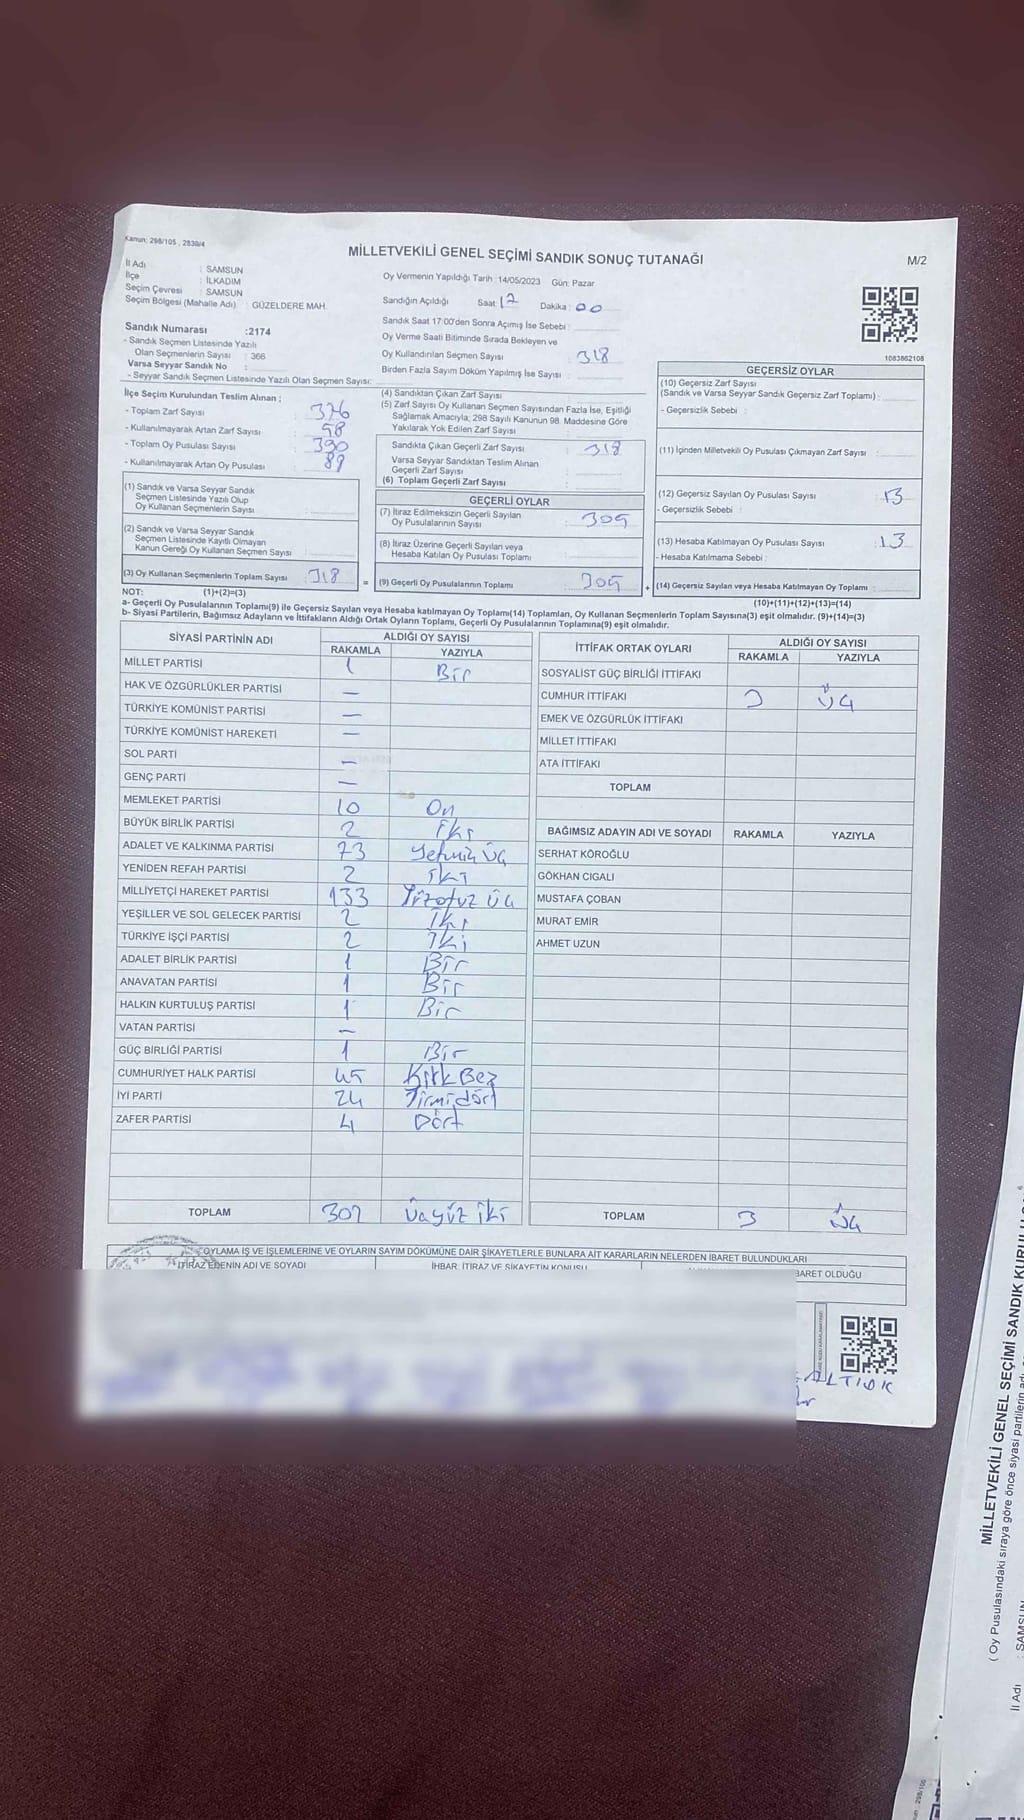 Kanun: 298/105 , 2839/4
MİLLETVEKİLİ GENEL SEÇİMİ SANDIK SONUÇ TUTANAĞI
M/2
İl Adı : SAMSUN
İlçe : İLKADIM
Seçim Çevresi : SAMSUN
Seçim Bölgesi (Mahalle Adı) : GÜZELDERE MAH.
Sandık Numarası :2174
- Sandık Seçmen Listesinde Yazılı
Olan Seçmenlerin Sayısı : 366
Varsa Seyyar Sandık No :
- Seyyar Sandık Seçmen Listesinde Yazılı Olan Seçmen Sayısı:
Oy Vermenin Yapıldığı Tarih :14/05/2023 Gün: Pazar
Sandığın Açıldığı Saat 12 Dakika : 00
Sandık Saat 17:00'den Sonra Açımış İse Sebebi :
Oy Verme Saati Bitiminde Sırada Bekleyen ve
Oy Kullandırılan Seçmen Sayısı : 318
Birden Fazla Sayım Döküm Yapılmış İse Sayısı :
1083862108
İlçe Seçim Kurulundan Teslim Alınan ;
- Toplam Zarf Sayısı : 376
- Kullanılmayarak Artan Zarf Sayısı : 58
- Toplam Oy Pusulası Sayısı : 390
- Kullanılmayarak Artan Oy Pusulası : 89
(1) Sandık ve Varsa Seyyar Sandık
Seçmen Listesinde Yazılı Olup
Oy Kullanan Seçmenlerin Sayısı :
(2) Sandık ve Varsa Seyyar Sandık
Seçmen Listesinde Kayıtlı Olmayan
Kanun Gereği Oy Kullanan Seçmen Sayısı :
(3) Oy Kullanan Seçmenlerin Toplam Sayısı : 318
(4) Sandıktan Çıkan Zarf Sayısı :
(5) Zarf Sayısı Oy Kullanan Seçmen Sayısından Fazla İse, Eşitliği
Sağlamak Amacıyla; 298 Sayılı Kanunun 98. Maddesine Göre
Yakılarak Yok Edilen Zarf Sayısı :
Sandıkta Çıkan Geçerli Zarf Sayısı : 318
Varsa Seyyar Sandıktan Teslim Alınan
Geçerli Zarf Sayısı :
(6) Toplam Geçerli Zarf Sayısı :
GEÇERLİ OYLAR
(7) İtiraz Edilmeksizin Geçerli Sayılan
Oy Pusulalarının Sayısı : 305
(8) İtiraz Üzerine Geçerli Sayılan veya
Hesaba Katılan Oy Pusulası Toplamı :
= (9) Geçerli Oy Pusulalarının Toplamı : 305
GEÇERSİZ OYLAR
(10) Geçersiz Zarf Sayısı
(Sandık ve Varsa Seyyar Sandık Geçersiz Zarf Toplamı) :
- Geçersizlik Sebebi :
(11) İçinden Milletvekili Oy Pusulası Çıkmayan Zarf Sayısı :
(12) Geçersiz Sayılan Oy Pusulası Sayısı : 13
- Geçersizlik Sebebi :
(13) Hesaba Katılmayan Oy Pusulası Sayısı : 13
- Hesaba Katılmama Sebebi :
+ (14) Geçersiz Sayılan veya Hesaba Katılmayan Oy Toplamı :
NOT: (1)+(2)=(3)
(10)+(11)+(12)+(13)=(14)
a- Geçerli Oy Pusulalarının Toplamı(9) ile Geçersiz Sayılan veya Hesaba katılmayan Oy Toplamı(14) Toplamları, Oy Kullanan Seçmenlerin Toplam Sayısına(3) eşit olmalıdır. (9)+(14)=(3)
b- Siyasi Partilerin, Bağımsız Adayların ve İttifakların Aldığı Ortak Oyların Toplamı, Geçerli Oy Pusulalarının Toplamına(9) eşit olmalıdır.
SİYASİ PARTİNİN ADI ALDIĞI OY SAYISI
RAKAMLA YAZIYLA
MİLLET PARTİSİ 1 Bir
HAK VE ÖZGÜRLÜKLER PARTİSİ —
TÜRKİYE KOMÜNİST PARTİSİ —
TÜRKİYE KOMÜNİST HAREKETİ —
SOL PARTİ —
GENÇ PARTİ —
MEMLEKET PARTİSİ 10 On
BÜYÜK BİRLİK PARTİSİ 2 İki
ADALET VE KALKINMA PARTİSİ 73 Yetmiş Üç
YENİDEN REFAH PARTİSİ 2 İki
MİLLİYETÇİ HAREKET PARTİSİ 133 Yüzotuz Üç
YEŞİLLER VE SOL GELECEK PARTİSİ 2 İki
TÜRKİYE İŞÇİ PARTİSİ 2 İki
ADALET BİRLİK PARTİSİ 1 Bir
ANAVATAN PARTİSİ 1 Bir
HALKIN KURTULUŞ PARTİSİ 1 Bir
VATAN PARTİSİ —
GÜÇ BİRLİĞİ PARTİSİ 1 Bir
CUMHURİYET HALK PARTİSİ 45 Kırk Beş
İYİ PARTİ 24 Yirmi dört
ZAFER PARTİSİ 4 Dört
TOPLAM 302 Üçyüz iki
İTTİFAK ORTAK OYLARI ALDIĞI OY SAYISI
RAKAMLA YAZIYLA
SOSYALİST GÜÇ BİRLİĞİ İTTİFAKI
CUMHUR İTTİFAKI 3 Üç
EMEK VE ÖZGÜRLÜK İTTİFAKI
MİLLET İTTİFAKI
ATA İTTİFAKI
TOPLAM
BAĞIMSIZ ADAYIN ADI VE SOYADI RAKAMLA YAZIYLA
SERHAT KÖROĞLU
GÖKHAN CIGALI
MUSTAFA ÇOBAN
MURAT EMİR
AHMET UZUN
TOPLAM 3 Üç
OYLAMA İŞ VE İŞLEMLERİNE VE OYLARIN SAYIM DÖKÜMÜNE DAİR ŞİKAYETLERLE BUNLARA AİT KARARLARIN NELERDEN İBARET BULUNDUKLARI
İTİRAZ EDENİN ADI VE SOYADI İHBAR, İTİRAZ VE ŞİKAYETİN KONUSU BARET OLDUĞU
MİLLETVEKİLİ GENEL SEÇİMİ SANDIK KURULU
( Oy Pusulasındaki sıraya göre önce siyasi partilerin adı
İl Adı : SAMSUN